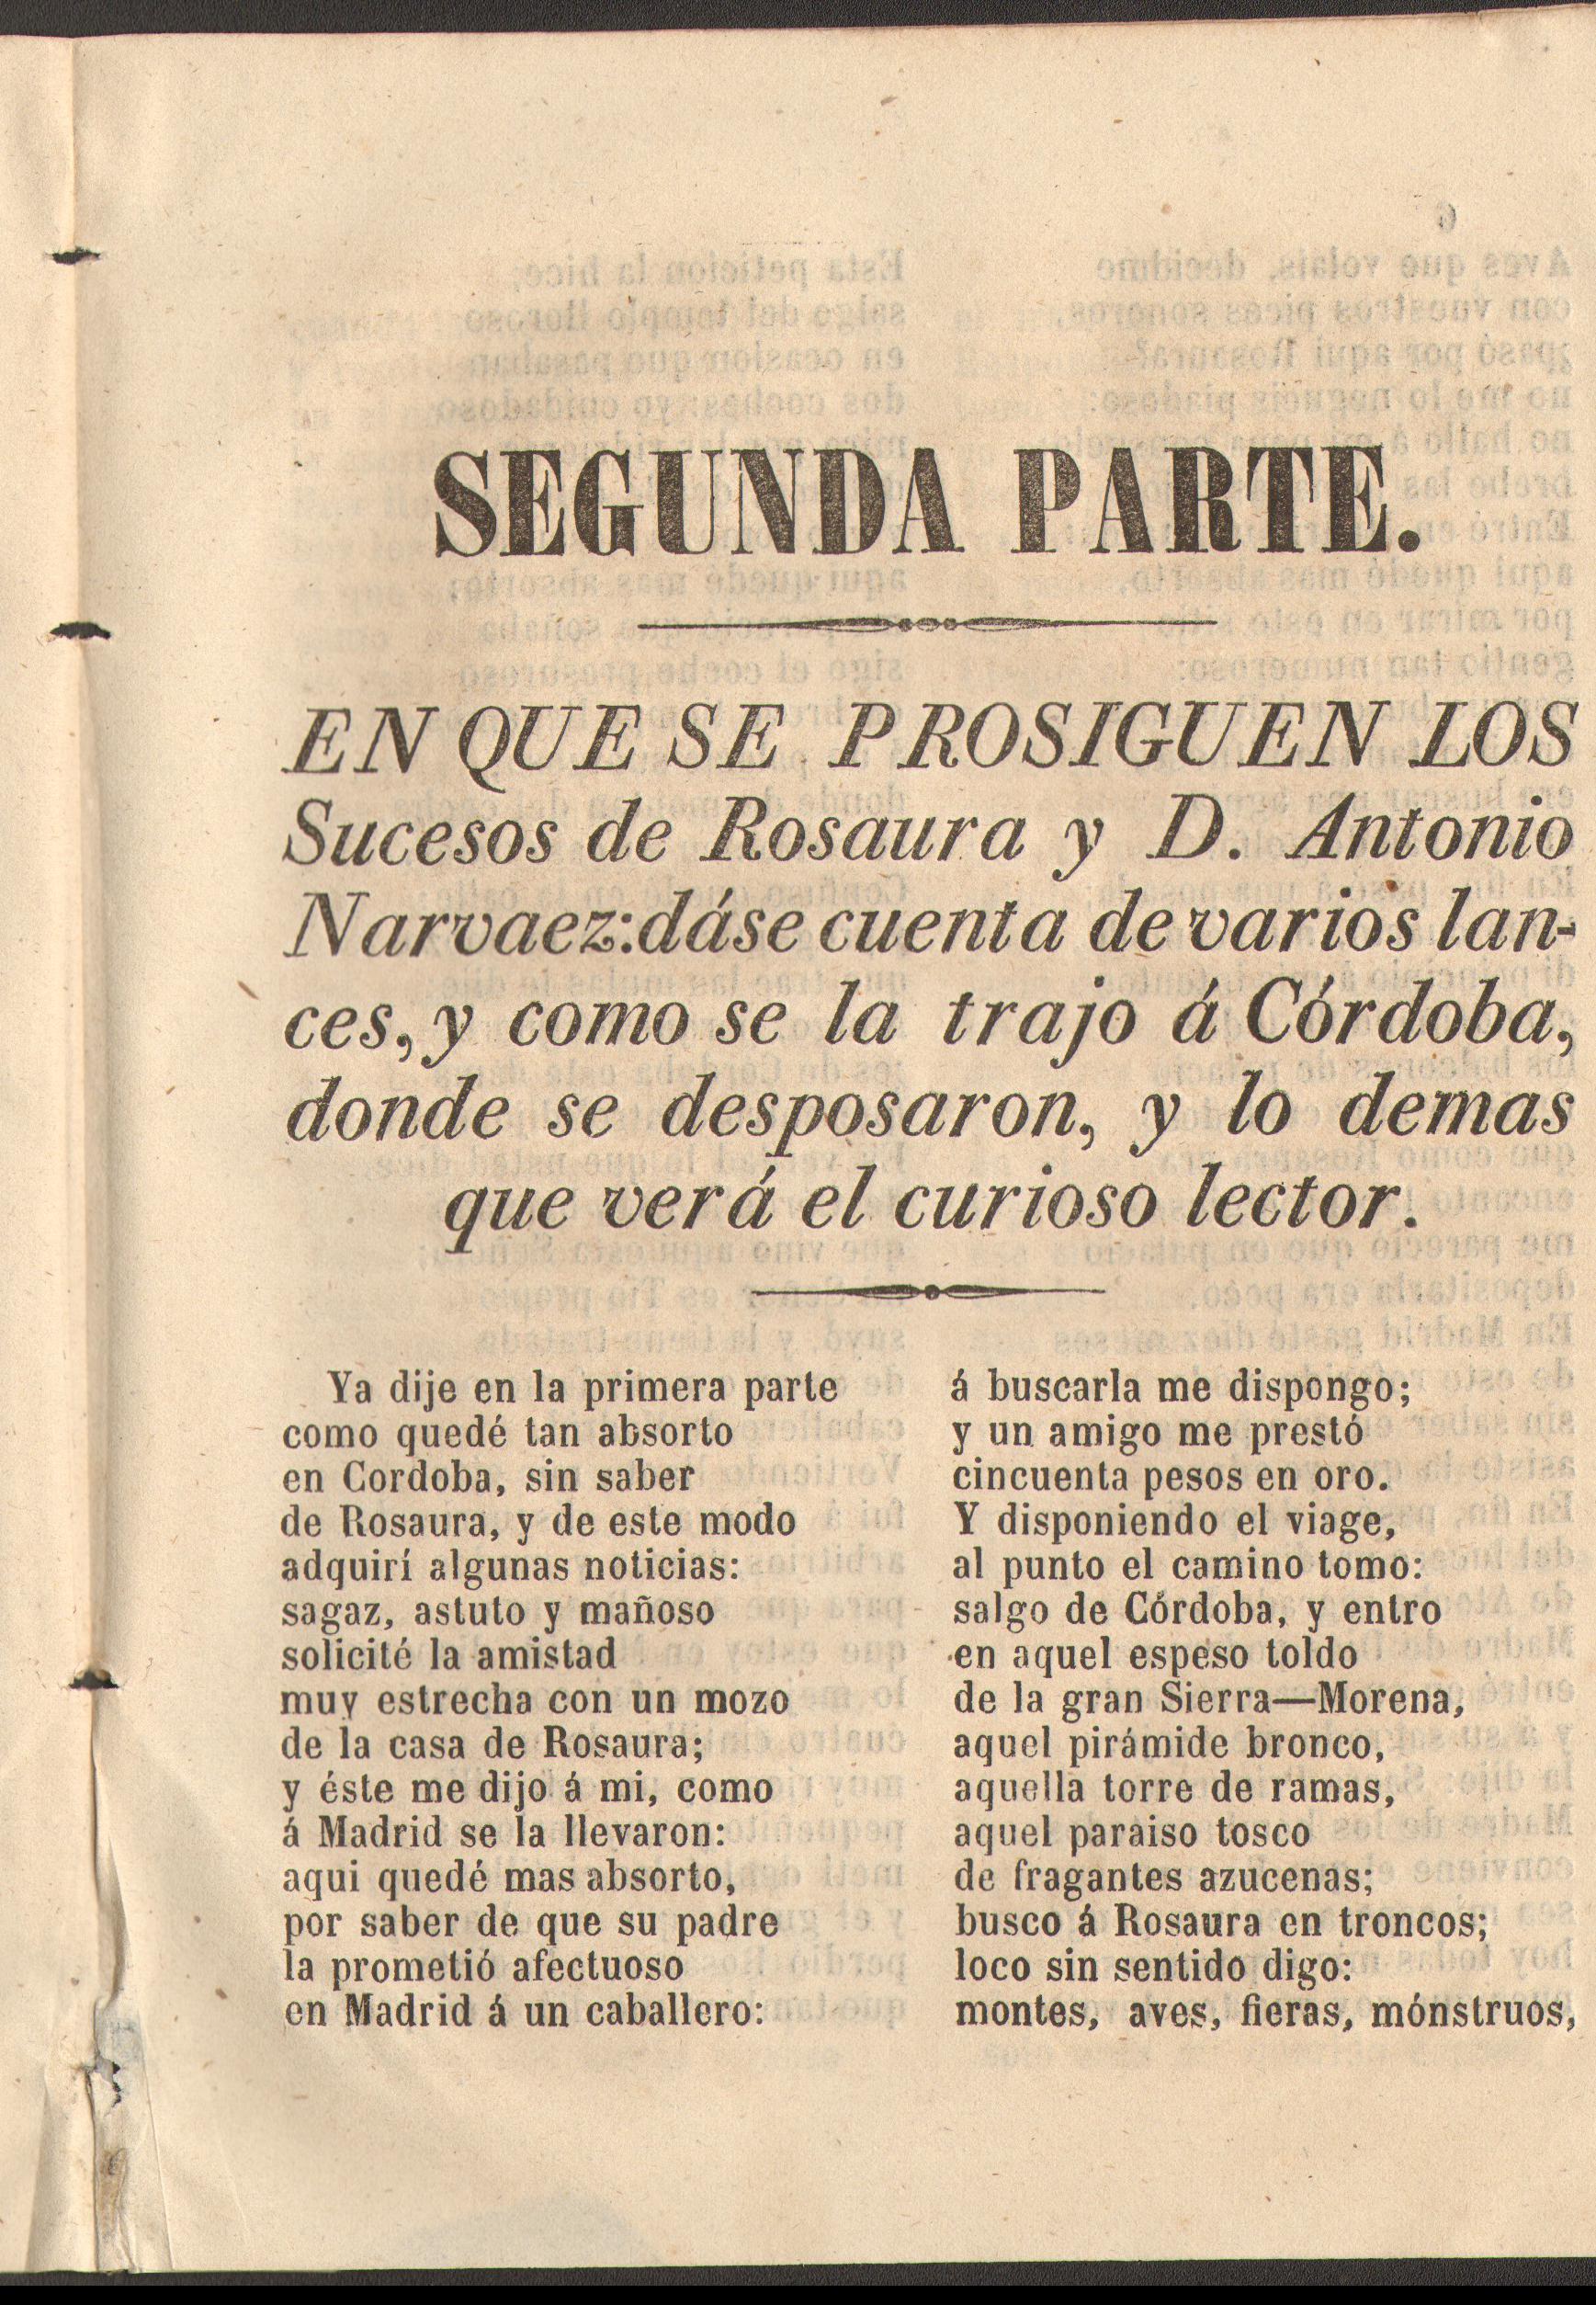 SEGUNDA PARTE.
EN QUE SE PROSIGUEN LOS
Sucesos de Rosaura y D. Antonio
Narvaez: dáse cuenta de varios lan-
ces, y como se la trajo á Córdoba,
donde se desposaron, y lo demas
que verá el curioso lector.
Ya dije en la primera parte
como quedé tan absorto
en Cordoba, sin saber
de Rosaura, y de este modo
adquirí algunas noticias:
sagaz, astuto y mañoso
solicité la amistad
muy estrecha con un mozo
de la casa de Rosaura;
y éste me dijo á mi, como
á Madrid se la llevaron:
aqui quedé mas absorto,
por saber de que su padre
la prometió afectuoso
en Madrid á un caballero:
á buscarla me dispongo;
y un amigo me prestó
cincuenta pesos en oro.
Y disponiendo el viage,
al punto el camino tomo:
salgo de Córdoba, y entro
en aquel espeso toldo
de la gran Sierra—Morena,
aquel pirámide bronco,
aquella torre de ramas,
aquel paraiso tosco
de fragantes azucenas;
busco á Rosaura en troncos;
loco sin sentido digo:
montes, aves, fieras, mónstruos,